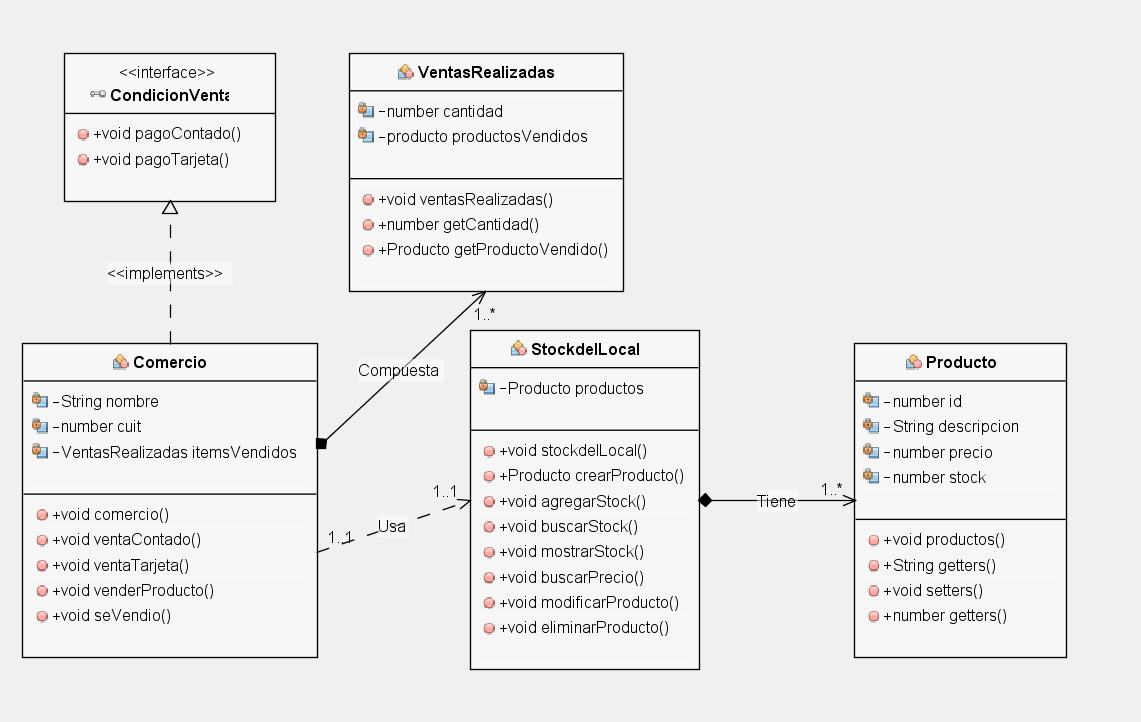 <<interface>>
CondicionVenta
+void pagoContado()
+void pagoTarjeta()
<<implements>>
VentasRealizadas
-number cantidad
-producto productosVendidos
+void ventasRealizadas()
+number getCantidad()
+Producto getProductoVendido()
1..*
Compuesta
Comercio
-String nombre
-number cuit
-VentasRealizadas itemsVendidos
+void comercio()
+void ventaContado()
+void ventaTarjeta()
+void venderProducto()
+void seVendio()
1..1
Usa
1..1
StockdelLocal
-Producto productos
+void stockdelLocal()
+Producto crearProducto()
+void agregarStock()
+void buscarStock()
+void mostrarStock()
+void buscarPrecio()
+void modificarProducto()
+void eliminarProducto()
Tiene
1..*
Producto
-number id
-String descripcion
-number precio
-number stock
+void productos()
+String getters()
+void setters()
+number getters()